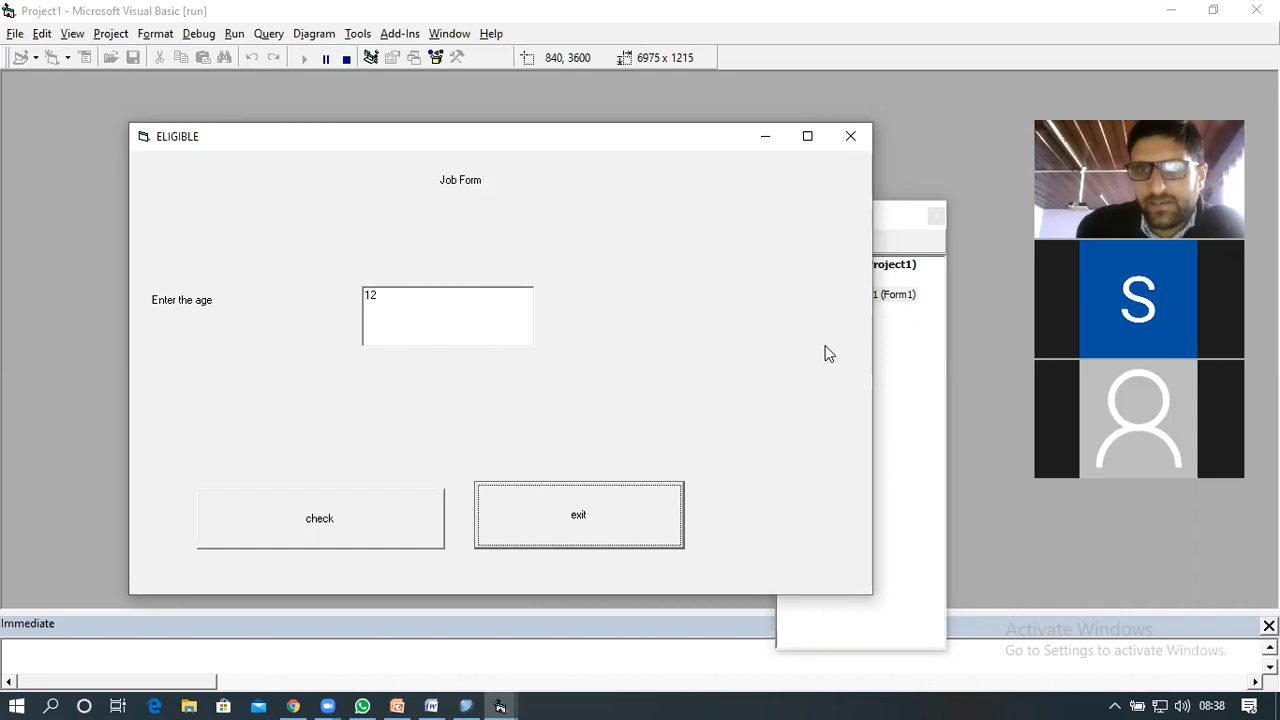 Project1 - Microsoft Visual Basic [run]
File Edit View Project Format Debug Run Query Diagram Tools Add-Ins Window Help
840, 3600 6975 x 1215
ELIGIBLE
Job Form
Enter the age
12
check
exit
roject1)
1 (Form1)
S
Immediate
Activate Windows
Go to Settings to activate Windows.
08:38